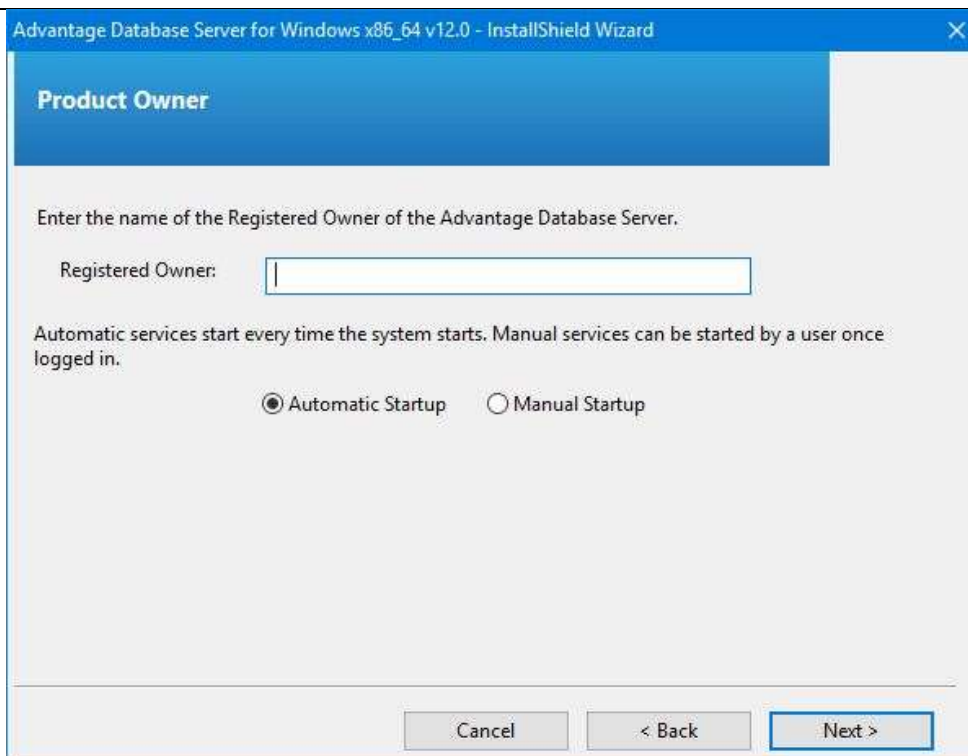 Advantage Database Server for Windows x86_64 v12.0 - InstallShield Wizard
Product Owner
Enter the name of the Registered Owner of the Advantage Database Server.
Registered Owner:
Automatic services start every time the system starts. Manual services can be started by a user once
logged in.
Automatic Startup Manual Startup
Cancel < Back Next >